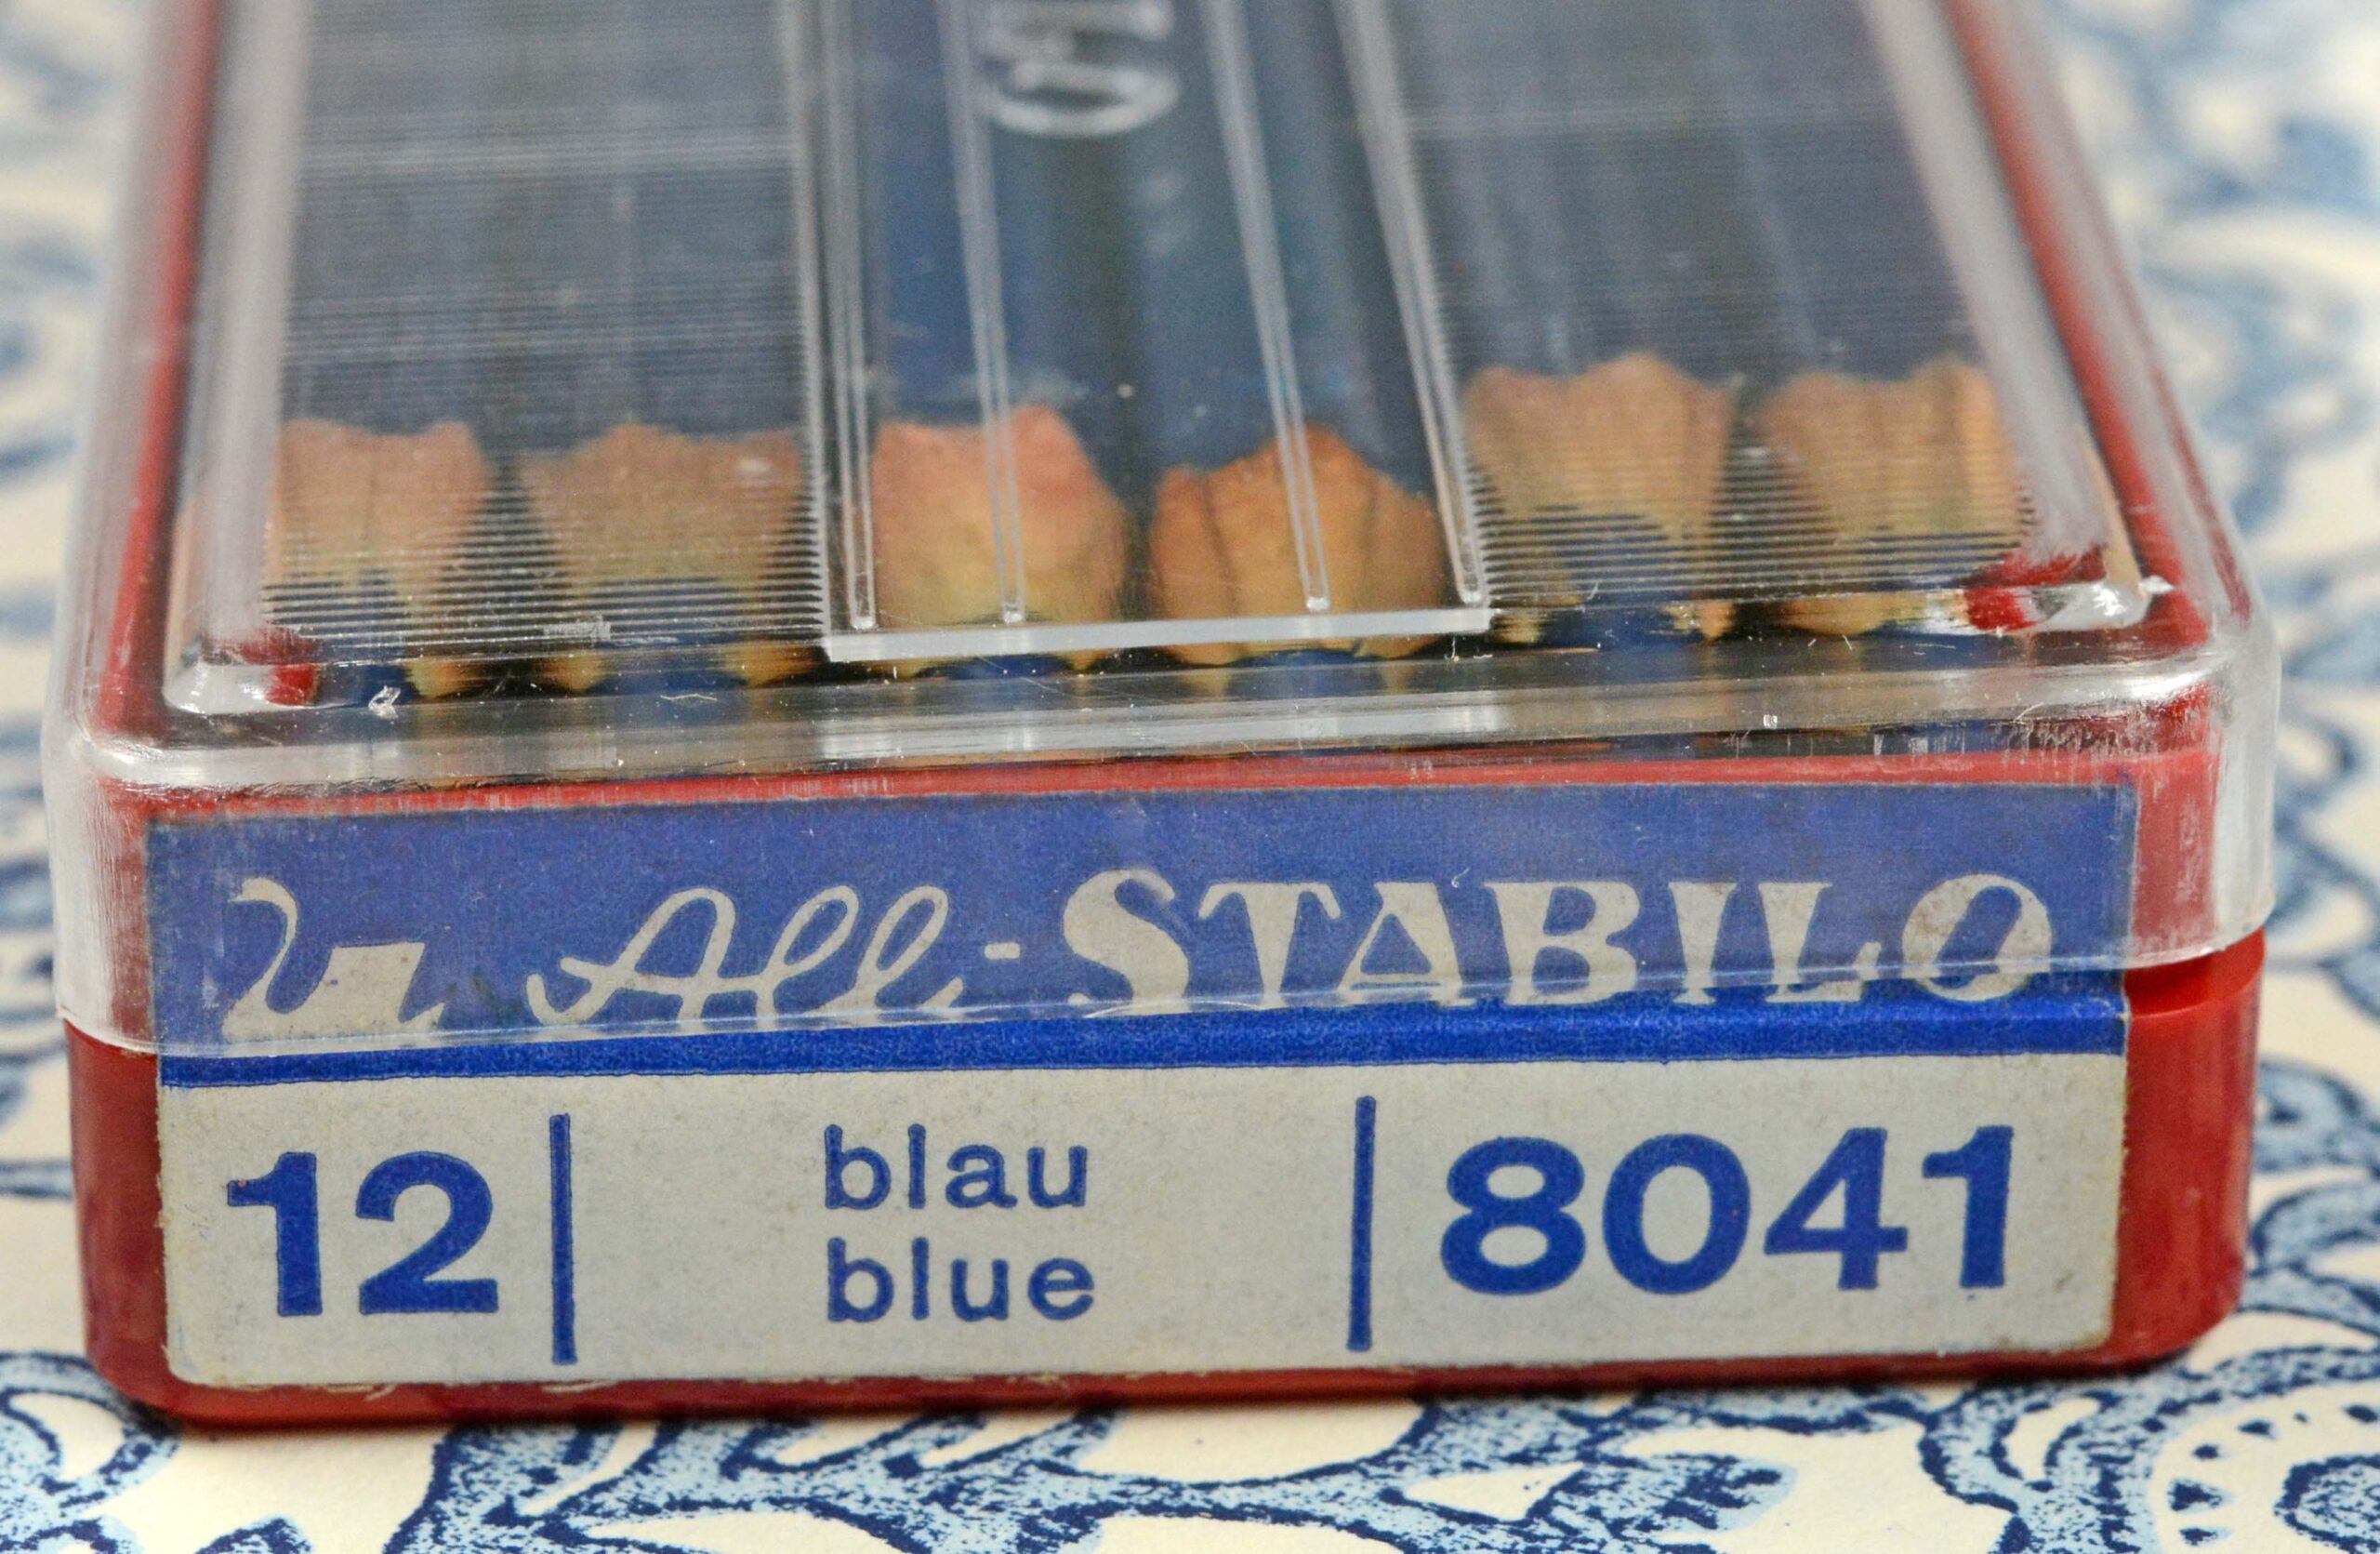 All-STABILO
12 | blau | 8041
blue